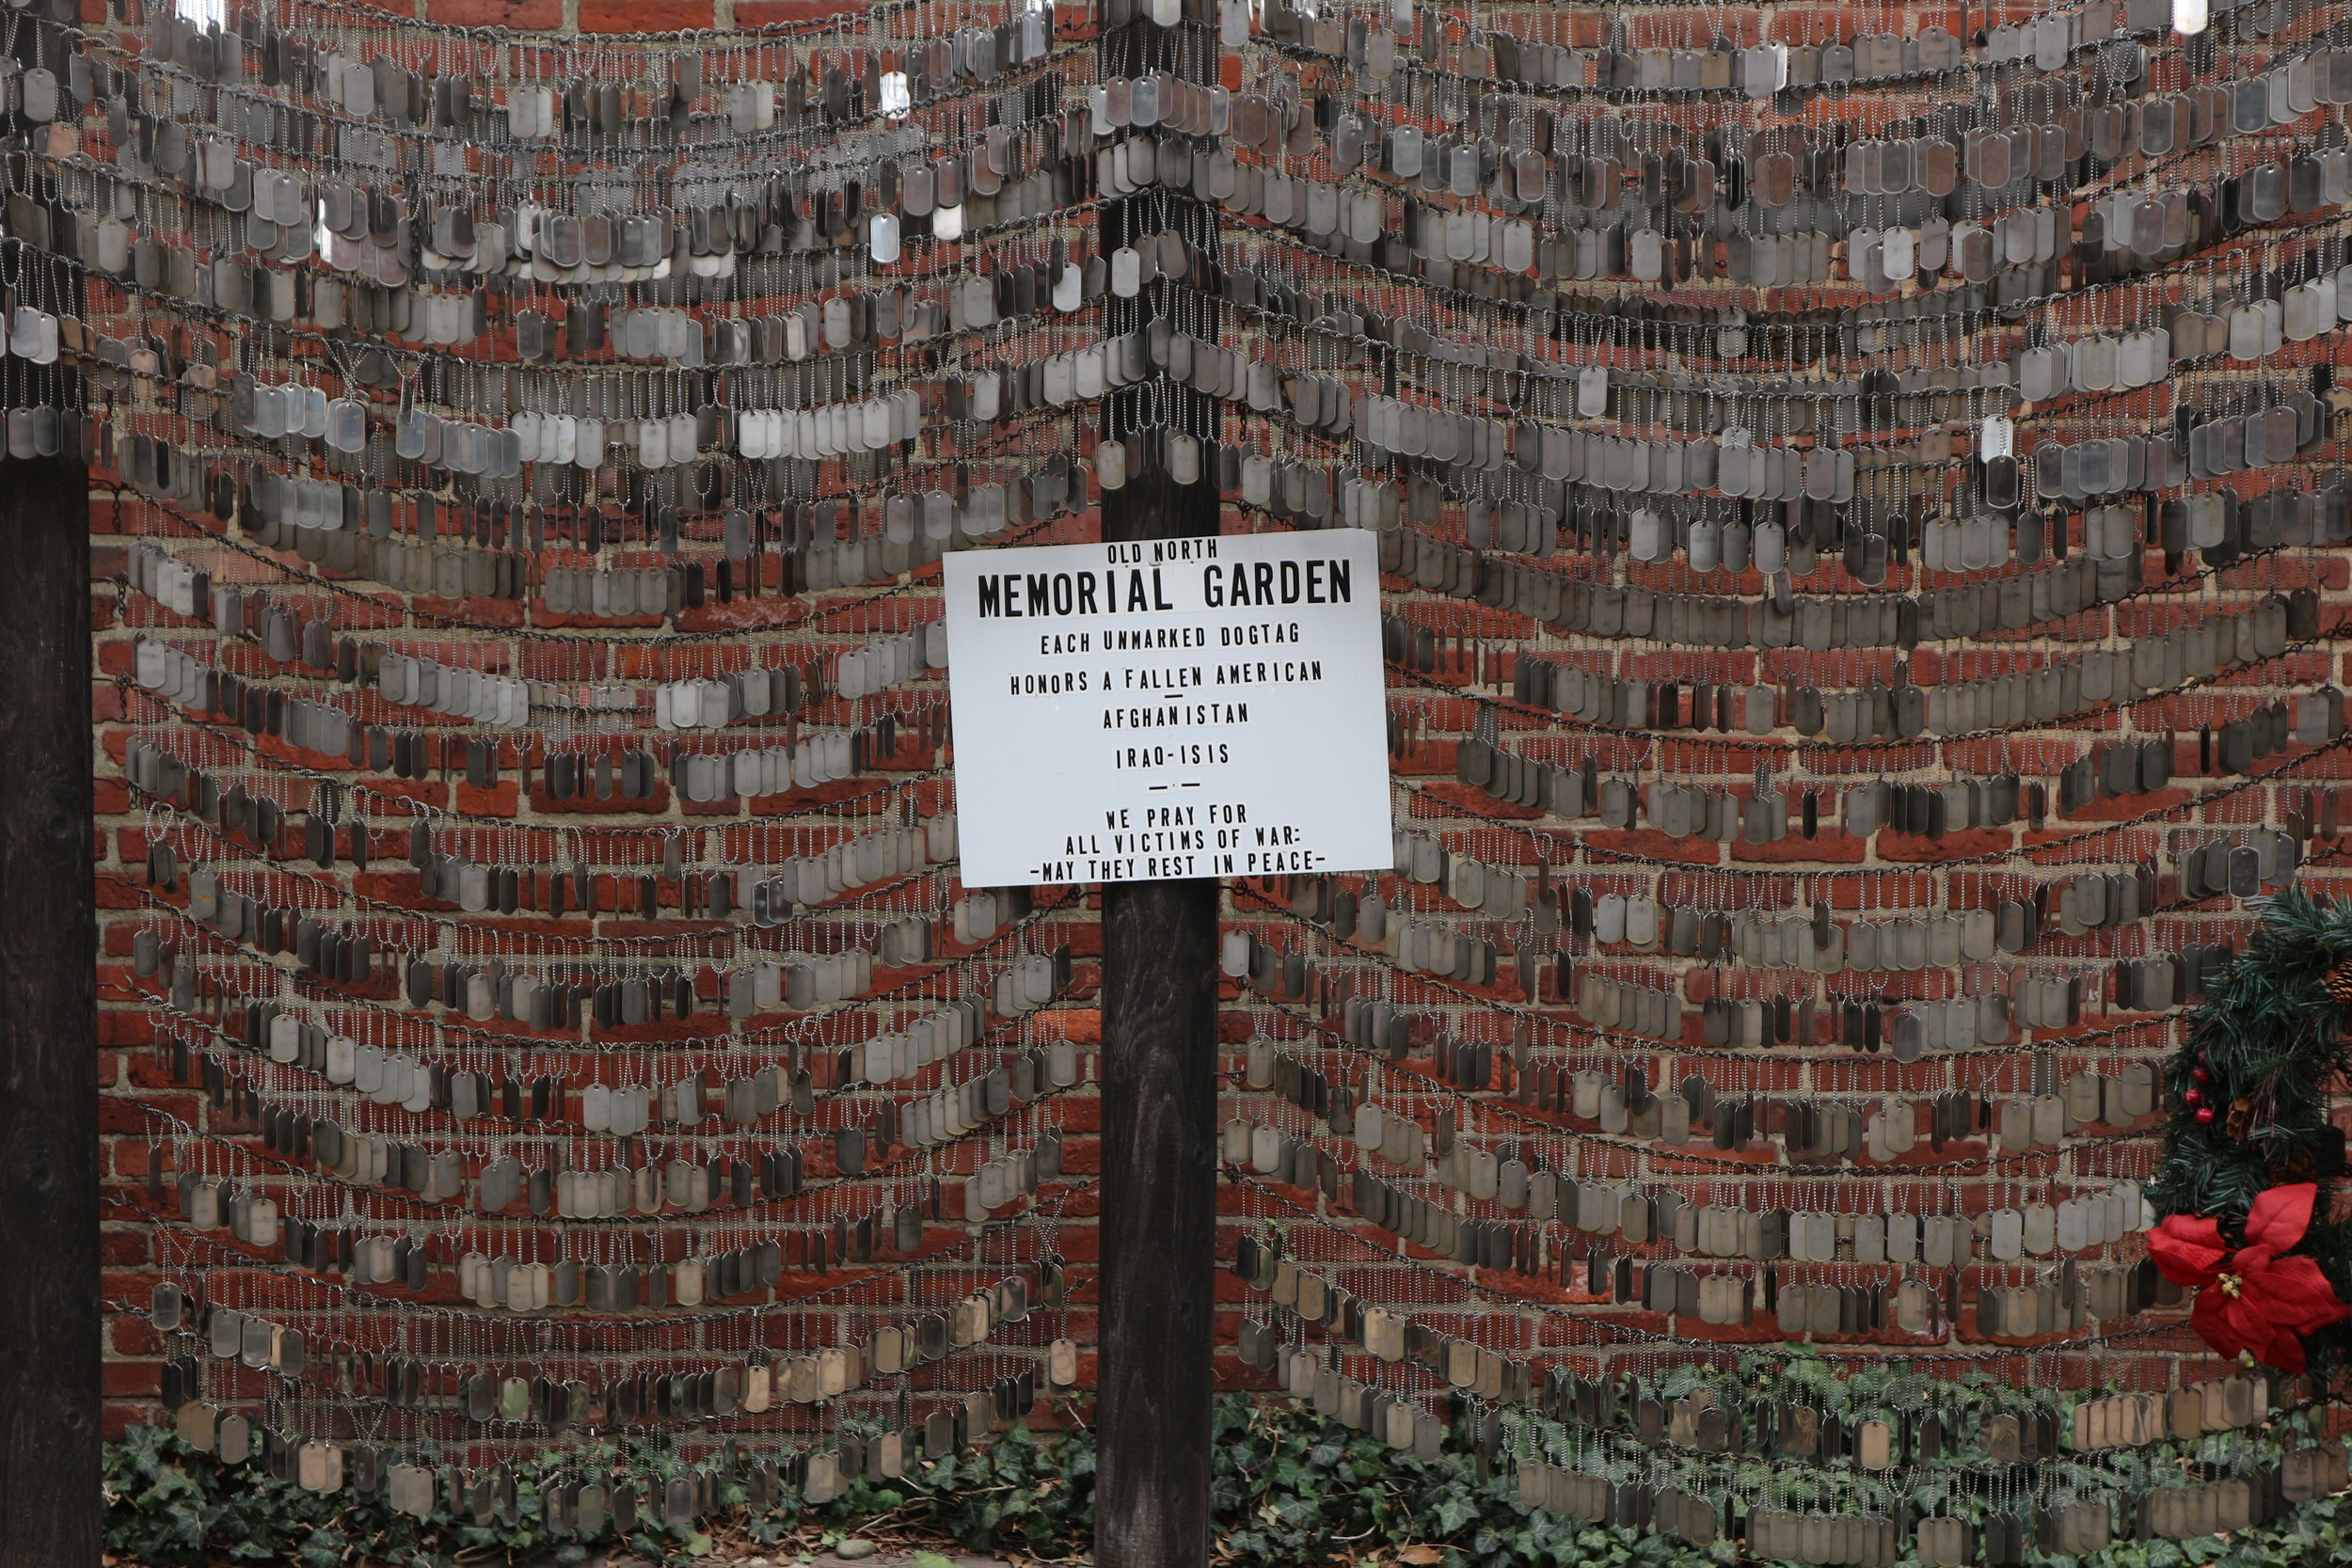 OLD NORTH
MEMORIAL GARDEN
EACH UNMARKED DOGTAG
HONORS A FALLEN AMERICAN
–
AFGHANISTAN
IRAQ-ISIS
— · —
WE PRAY FOR
ALL VICTIMS OF WAR:
-MAY THEY REST IN PEACE-